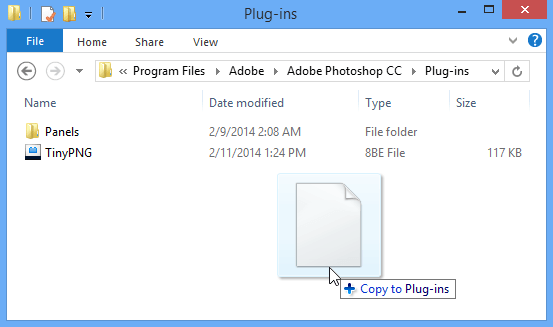 Plug-ins
File Home Share View
« Program Files Adobe Adobe Photoshop CC Plug-ins
Name Date modified Type Size
Panels 2/9/2014 2:08 AM File folder
TinyPNG 2/11/2014 1:24 PM 8BE File 117 KB
Copy to Plug-ins